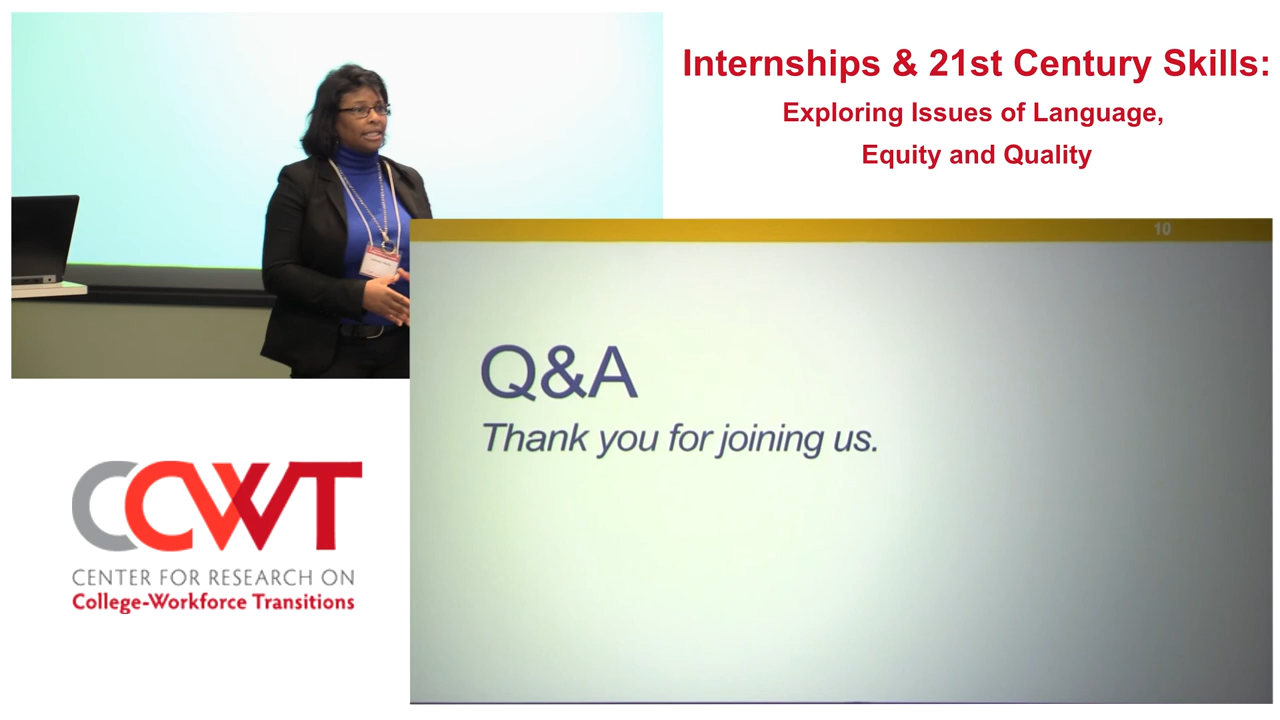 Internships & 21st Century Skills:
Exploring Issues of Language,
Equity and Quality
10
Q&A
Thank you for joining us.
CCWT
CENTER FOR RESEARCH ON
College-Workforce Transitions